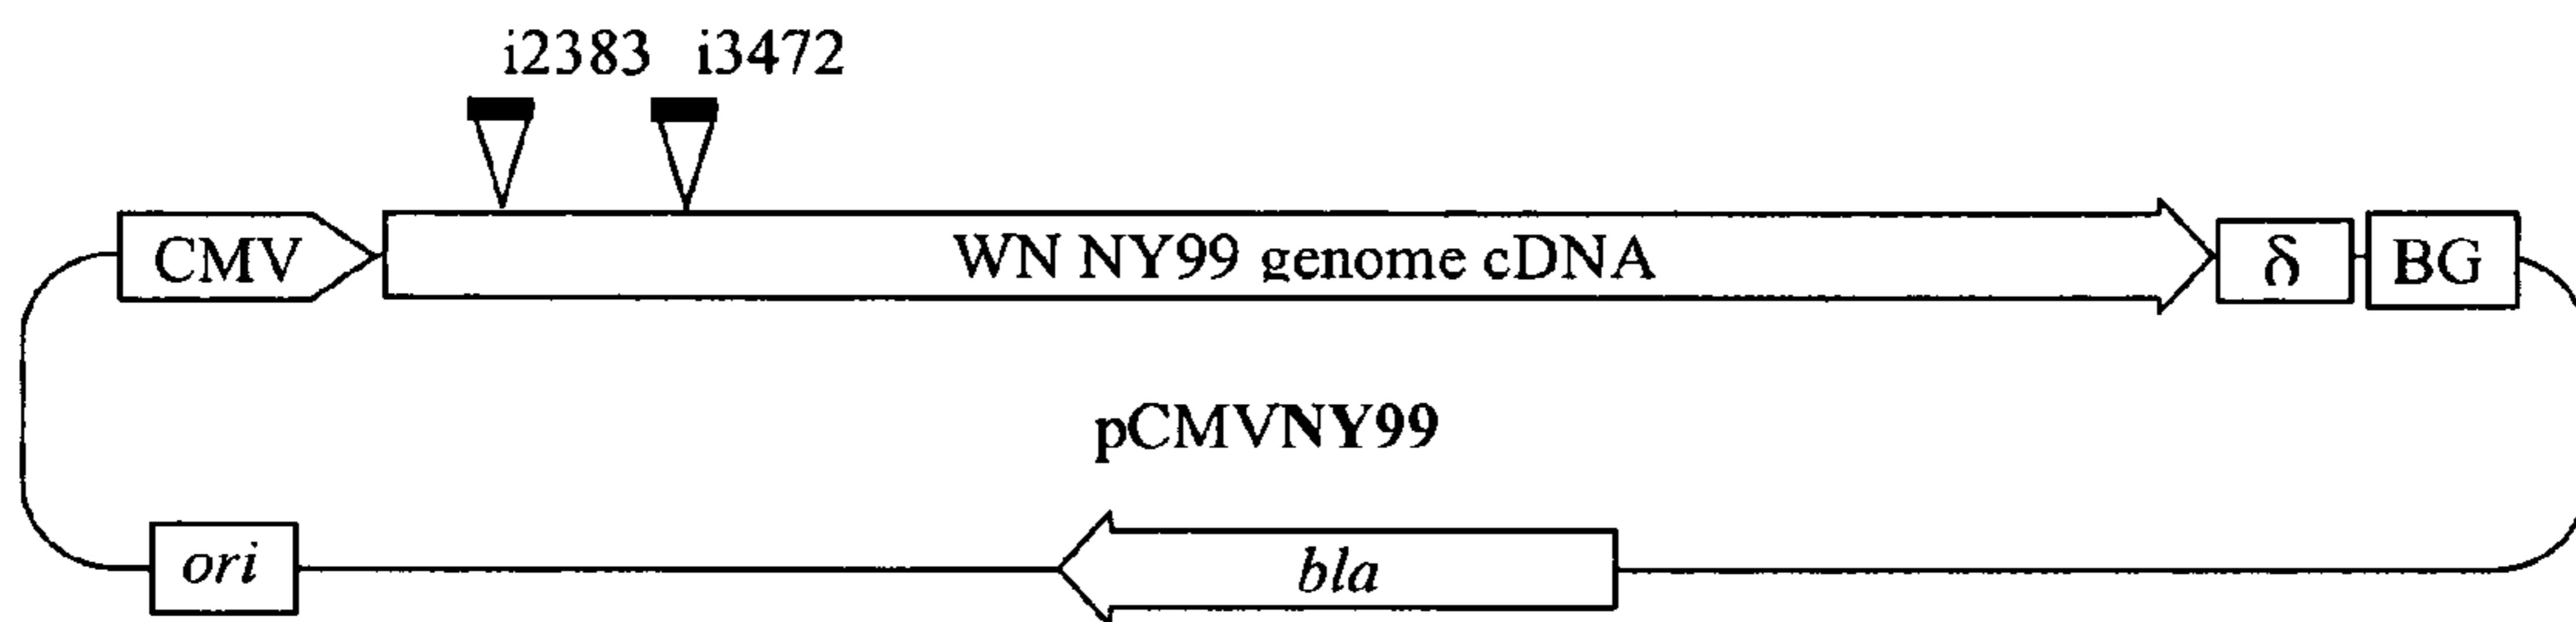 i2383 i3472
CMV WN NY99 genome cDNA δ BG
pCMVNY99
ori bla